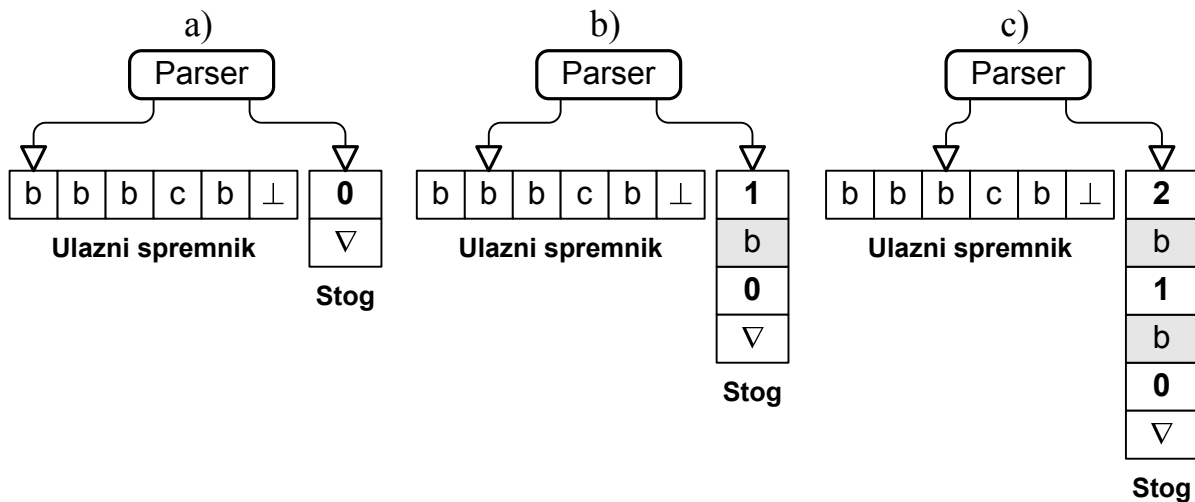 a) b) c)
Parser Parser Parser
b b b c b ⊥ 0 b b b c b ⊥ 1 b b b c b ⊥ 2
Ulazni spremnik ∇ Ulazni spremnik b Ulazni spremnik b
Stog 0 1
∇ b
Stog 0
∇
Stog